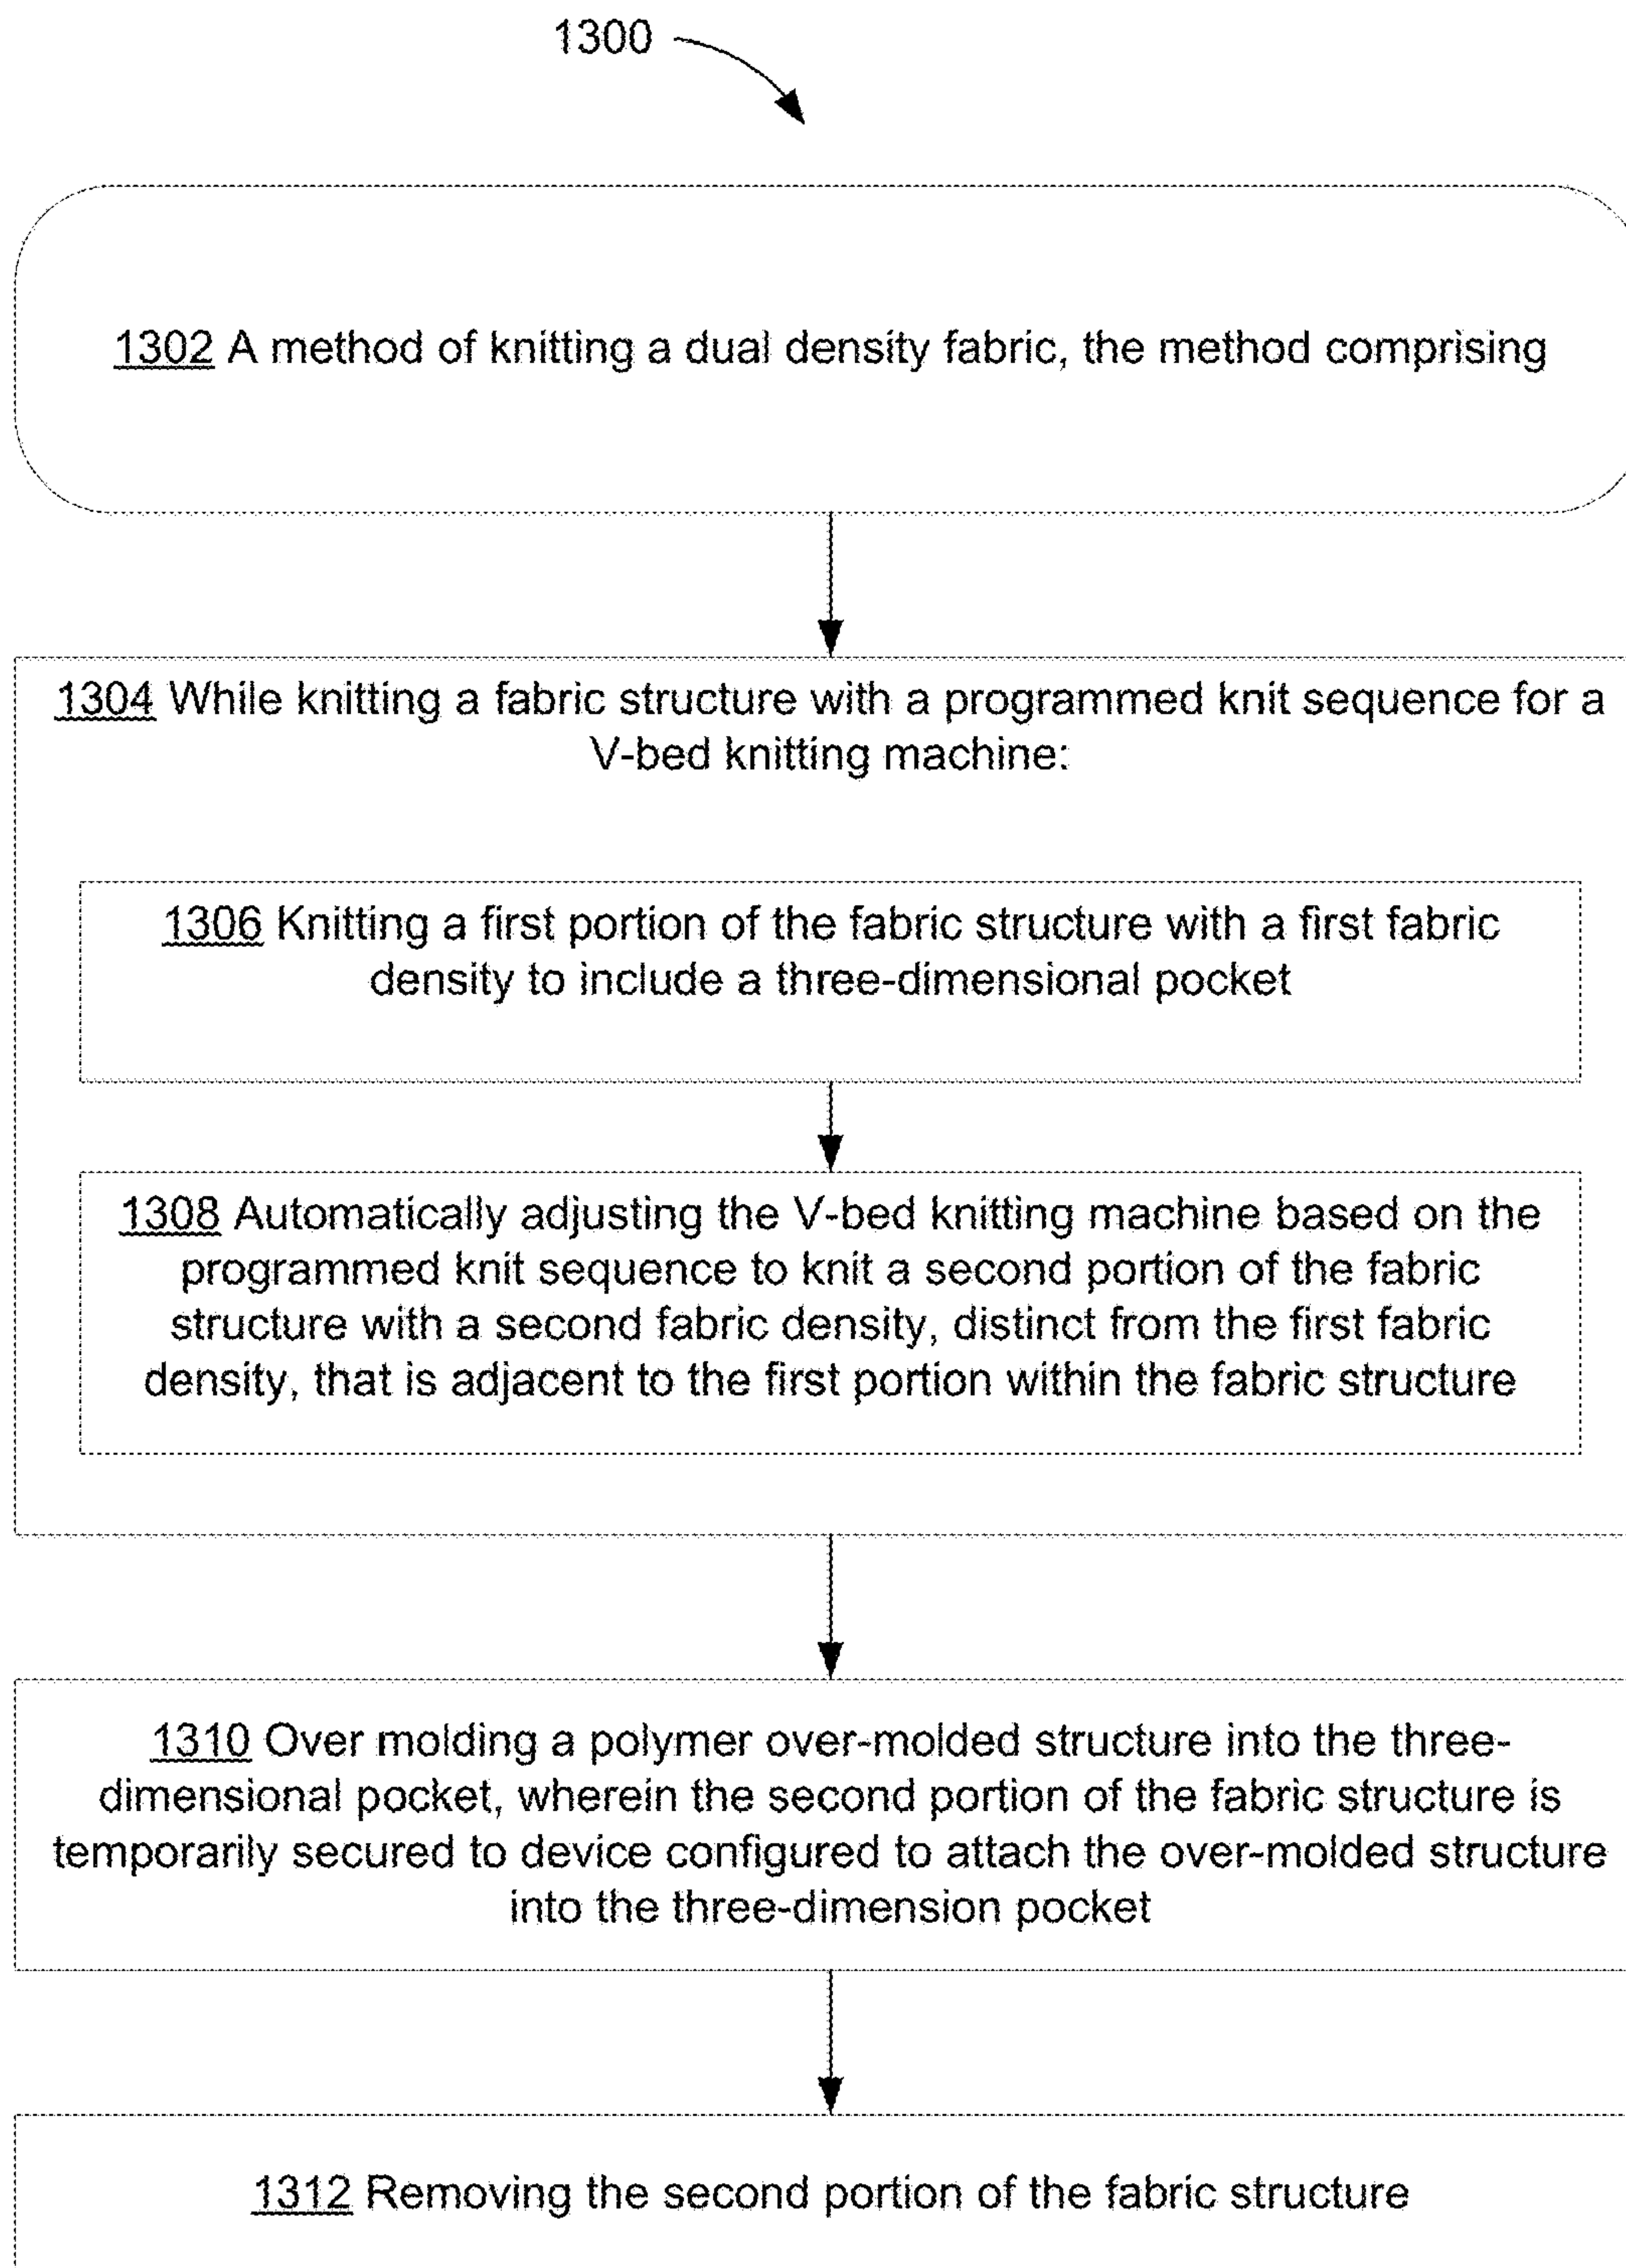 1300
1302 A method of knitting a dual density fabric, the method comprising
1304 While knitting a fabric structure with a programmed knit sequence for a
V-bed knitting machine:
1306 Knitting a first portion of the fabric structure with a first fabric
density to include a three-dimensional pocket
1308 Automatically adjusting the V-bed knitting machine based on the
programmed knit sequence to knit a second portion of the fabric
structure with a second fabric density, distinct from the first fabric
density, that is adjacent to the first portion within the fabric structure
1310 Over molding a polymer over-molded structure into the three-
dimensional pocket, wherein the second portion of the fabric structure is
temporarily secured to device configured to attach the over-molded structure
into the three-dimension pocket
1312 Removing the second portion of the fabric structure